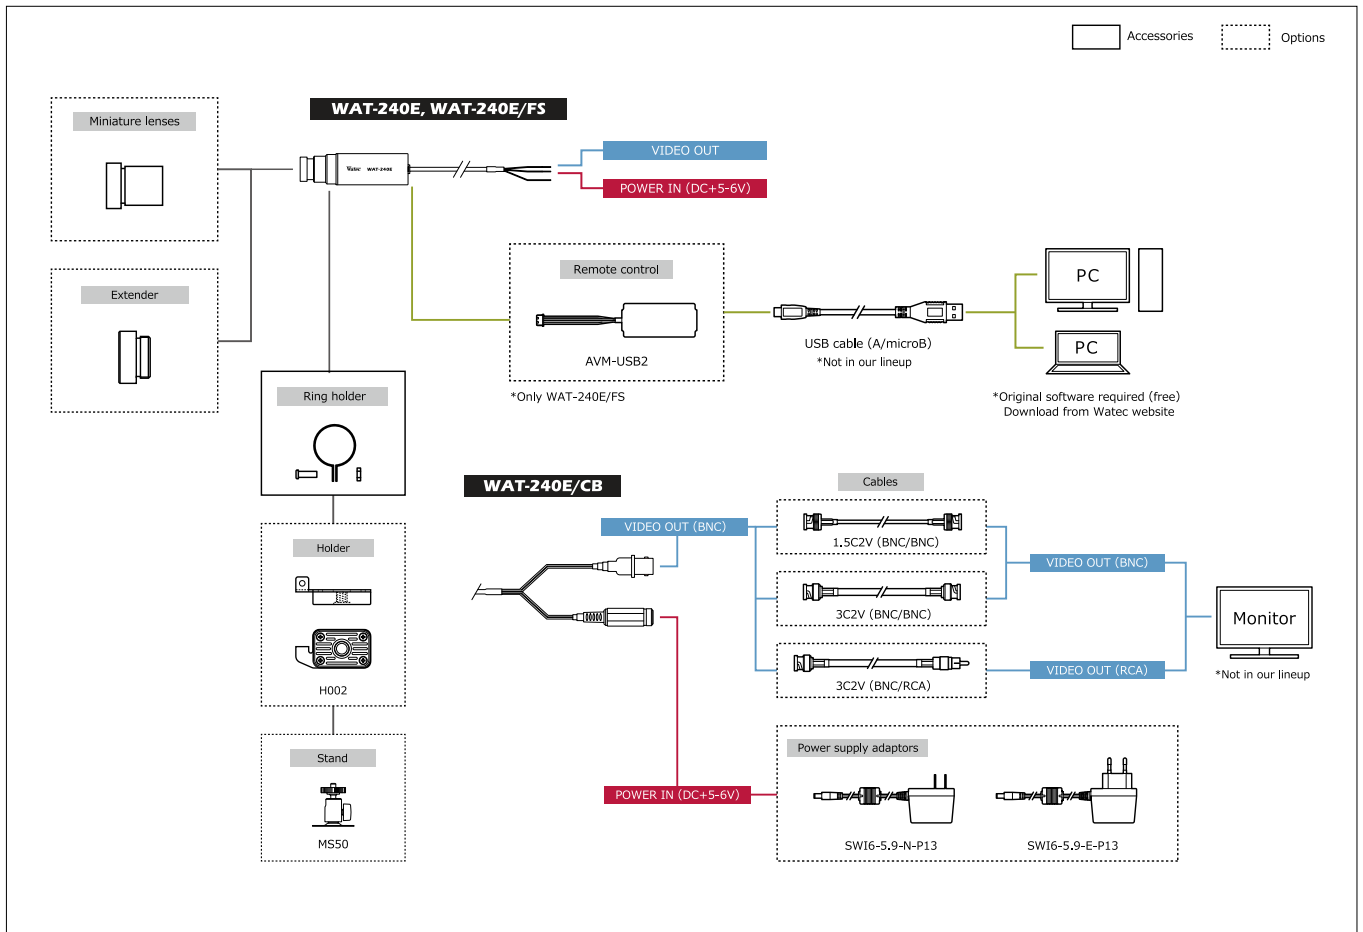 Accessories
Options
WAT-240E, WAT-240E/FS
Miniature lenses
Watec WAT-240E
VIDEO OUT
POWER IN (DC+5-6V)
Extender
Remote control
AVM-USB2
*Only WAT-240E/FS
USB cable (A/microB)
*Not in our lineup
PC
PC
*Original software required (free)
Download from Watec website
Ring holder
Holder
H002
Stand
MS50
WAT-240E/CB
Cables
VIDEO OUT (BNC)
1.5C2V (BNC/BNC)
3C2V (BNC/BNC)
3C2V (BNC/RCA)
VIDEO OUT (BNC)
VIDEO OUT (RCA)
Monitor
*Not in our lineup
POWER IN (DC+5-6V)
Power supply adaptors
SWI6-5.9-N-P13
SWI6-5.9-E-P13